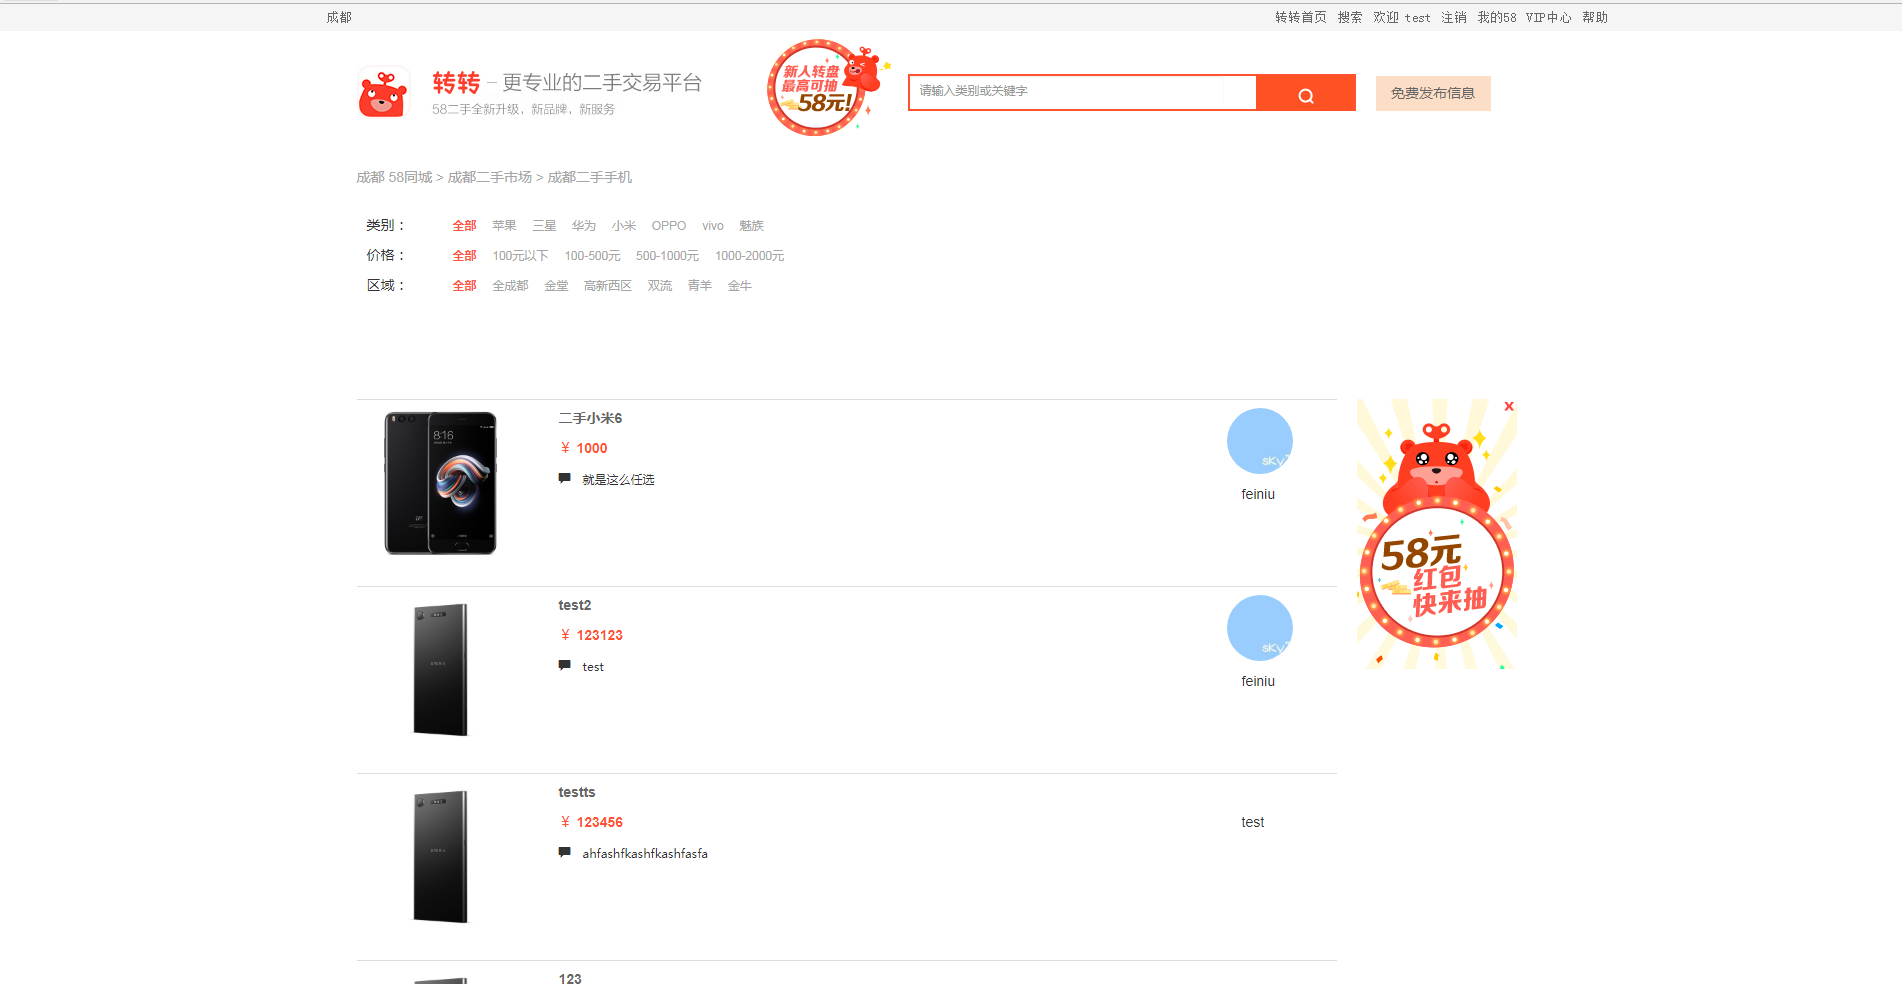 成都
转转首页 搜索 欢迎 test 注销 我的58 VIP中心 帮助
转转 – 更专业的二手交易平台
58二手全新升级，新品牌，新服务
新人转盘
最高可抽
58元!
请输入类别或关键字
免费发布信息
成都 58同城 > 成都二手市场 > 成都二手手机
类别： 全部 苹果 三星 华为 小米 OPPO vivo 魅族
价格： 全部 100元以下 100-500元 500-1000元 1000-2000元
区域： 全部 全成都 金堂 高新西区 双流 青羊 金牛
8:16
二手小米6
¥ 1000
就是这么任选
sky
feiniu
x
58元
红包
快来抽
test2
¥ 123123
test
sky
feiniu
testts
¥ 123456
ahfashfkashfkashfasfa
test
123